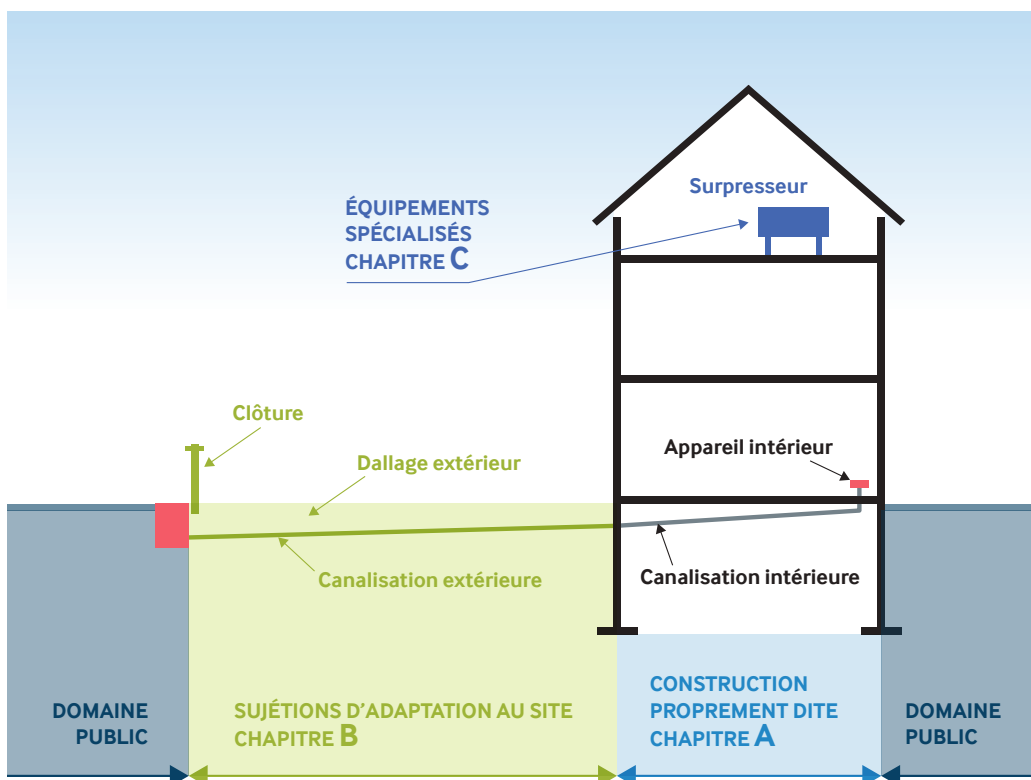 Surpresseur
ÉQUIPEMENTS
SPÉCIALISÉS
CHAPITRE C
Clôture
Dallage extérieur
Appareil intérieur
Canalisation extérieure
Canalisation intérieure
DOMAINE
PUBLIC
SUJÉTIONS D'ADAPTATION AU SITE
CHAPITRE B
CONSTRUCTION
PROPREMENT DITE
CHAPITRE A
DOMAINE
PUBLIC